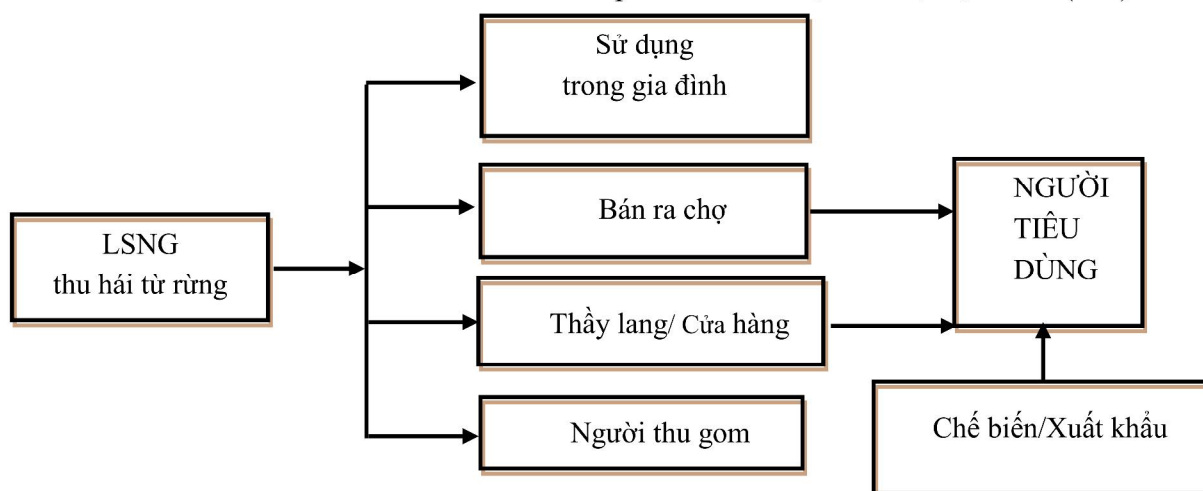 Sử dụng
trong gia đình
Bán ra chợ
NGƯỜI
TIÊU
DÙNG
LSNG
thu hái từ rừng
Thầy lang/ Cửa hàng
Người thu gom
Chế biến/Xuất khẩu